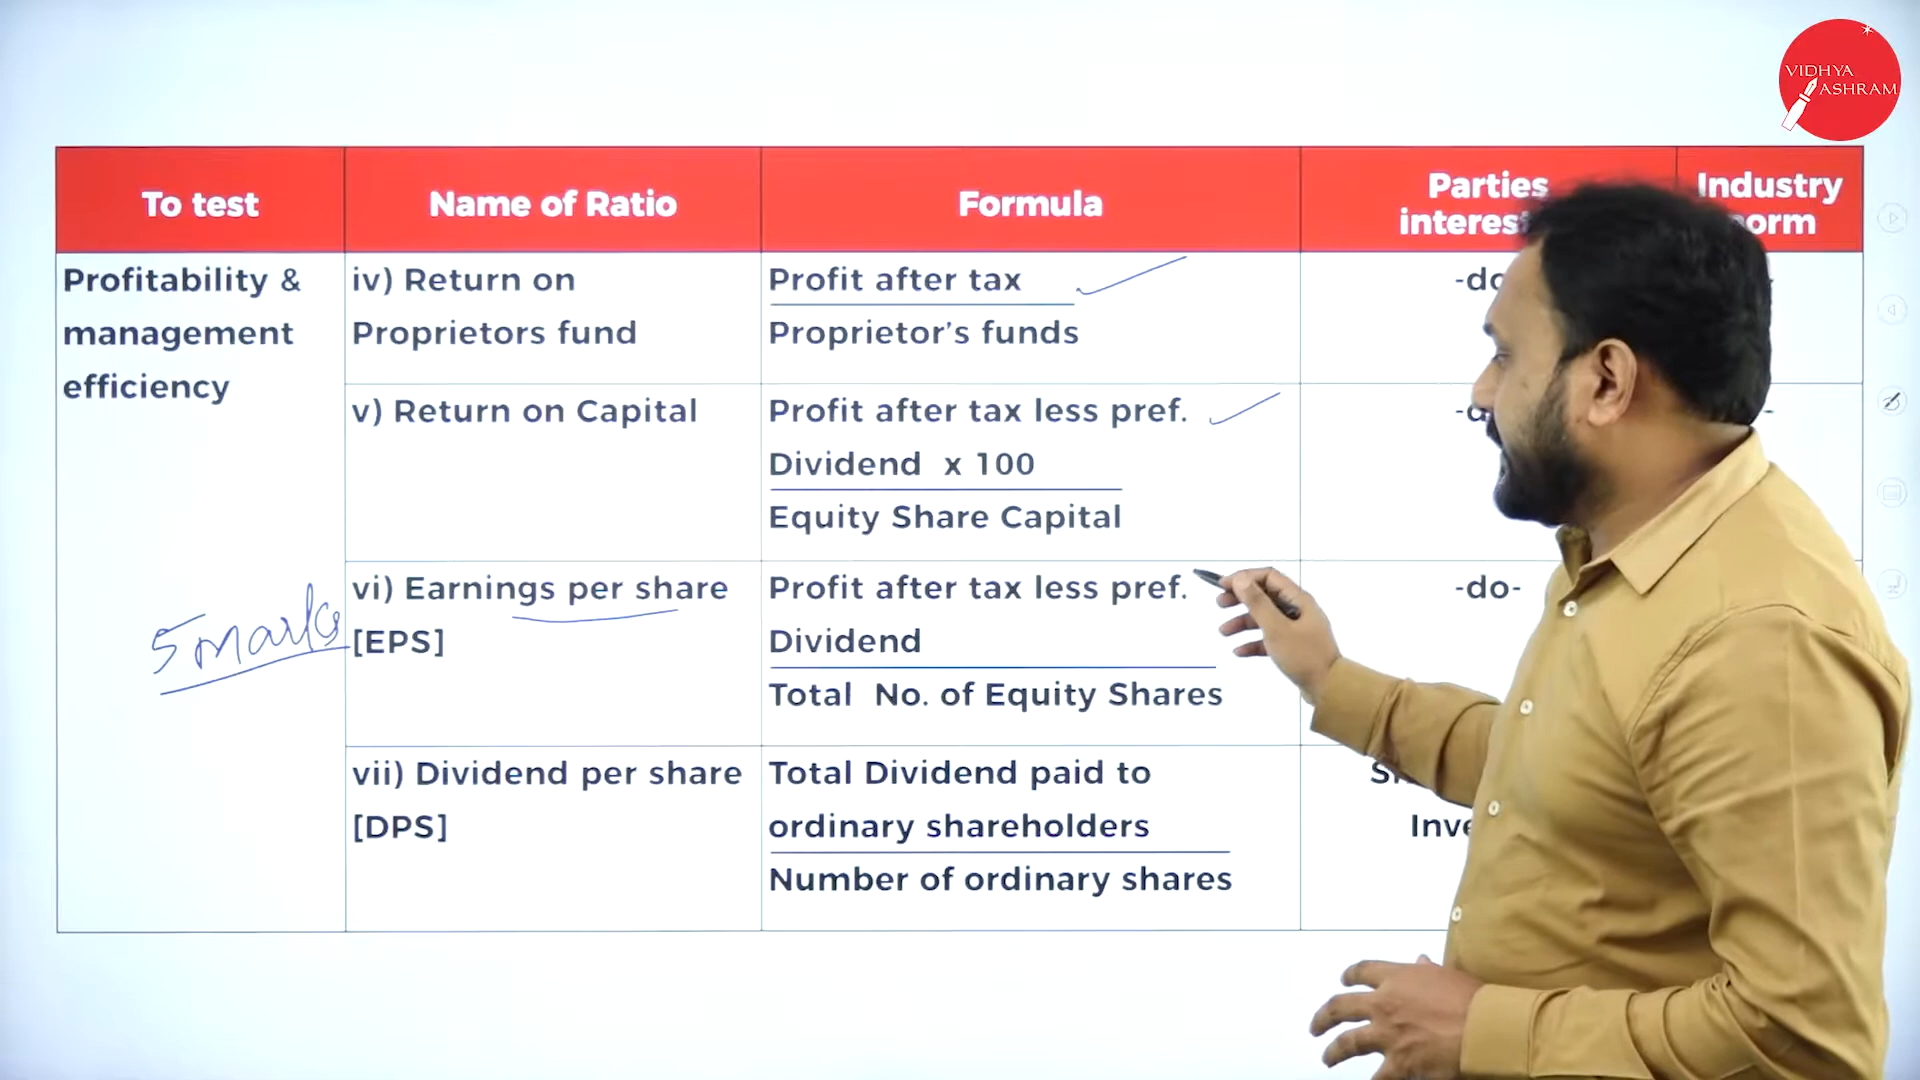 VIDHYA
ASHRAM
To test
Name of Ratio
Formula
Parties
Industry
Profitability &
management
efficiency
iv) Return on
Proprietors fund
Profit after tax
Proprietor's funds
v) Return on Capital
Profit after tax less pref.
Dividend x 100
Equity Share Capital
5 marks
vi) Earnings per share
[EPS]
Profit after tax less pref.
Dividend
Total No. of Equity Shares
-do-
vii) Dividend per share
[DPS]
Total Dividend paid to
ordinary shareholders
Number of ordinary shares